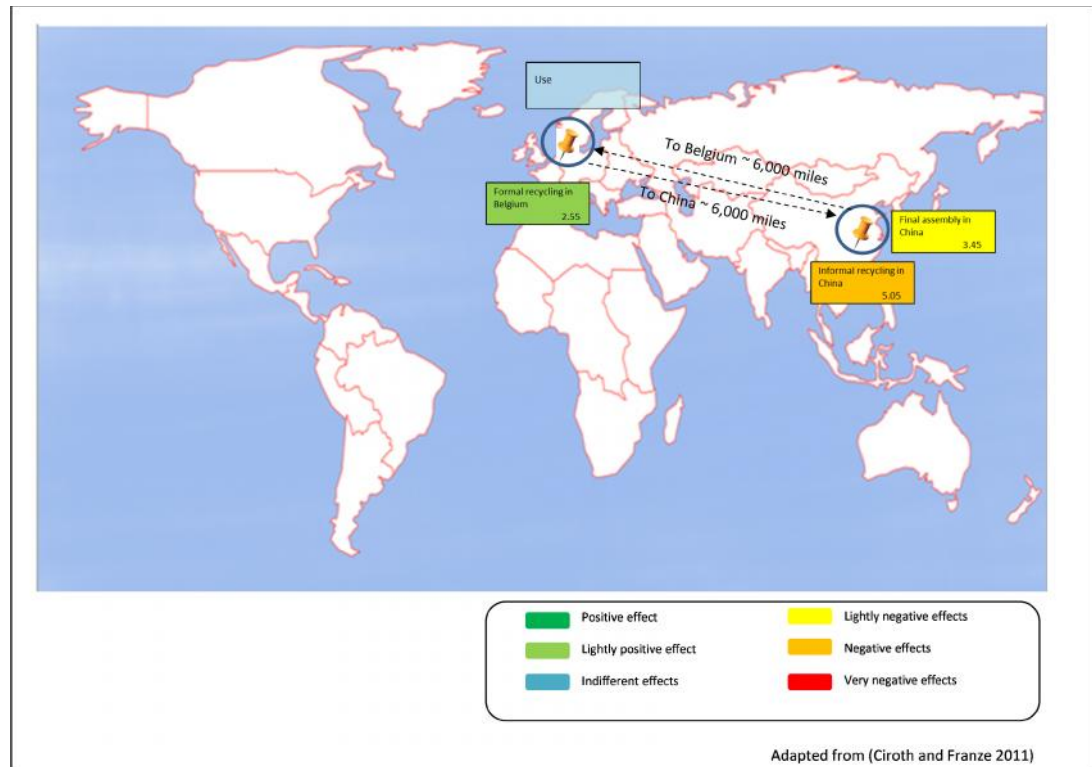 Use
To Belgium ~ 6,000 miles
To China ~ 6,000 miles
Formal recycling in
Belgium
2.55
Final assembly in
China
3.45
Informal recycling in
China
5.05
Positive effect
Lightly positive effect
Indifferent effects
Lightly negative effects
Negative effects
Very negative effects
Adapted from (Ciroth and Franze 2011)